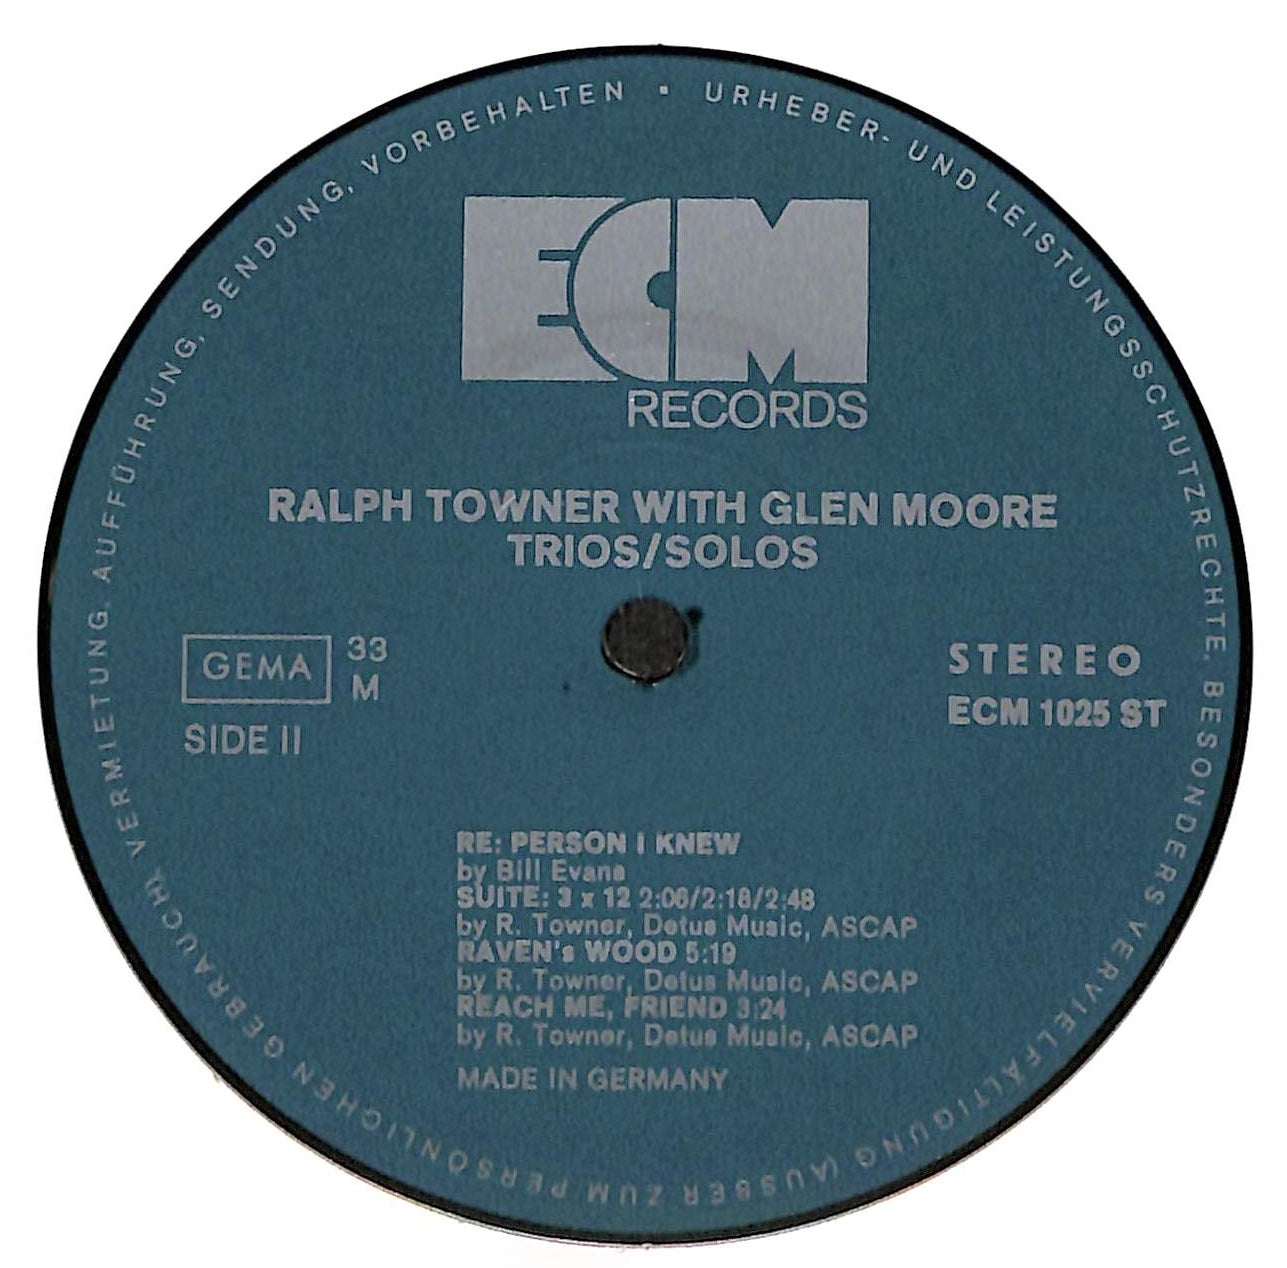 URHEBER- UND LEISTUNGSSCHUTZRECHTE, BESONDERS VERVIELFÄLTIGUNG (AUSSER ZUM PERSÖNLICHEN GEBRAUCH), VERMIETUNG, AUFFÜHRUNG, SENDUNG, VORBEHALTEN ▪
ECM
RECORDS
RALPH TOWNER WITH GLEN MOORE
TRIOS/SOLOS
GEMA
33
M
SIDE II
STEREO
ECM 1025 ST
RE: PERSON I KNEW
by Bill Evans
SUITE: 3 x 12 2:06/2:18/2:48
by R. Towner, Detus Music, ASCAP
RAVEN's WOOD 5:19
by R. Towner, Detus Music, ASCAP
REACH ME, FRIEND 3:24
by R. Towner, Detus Music, ASCAP
MADE IN GERMANY